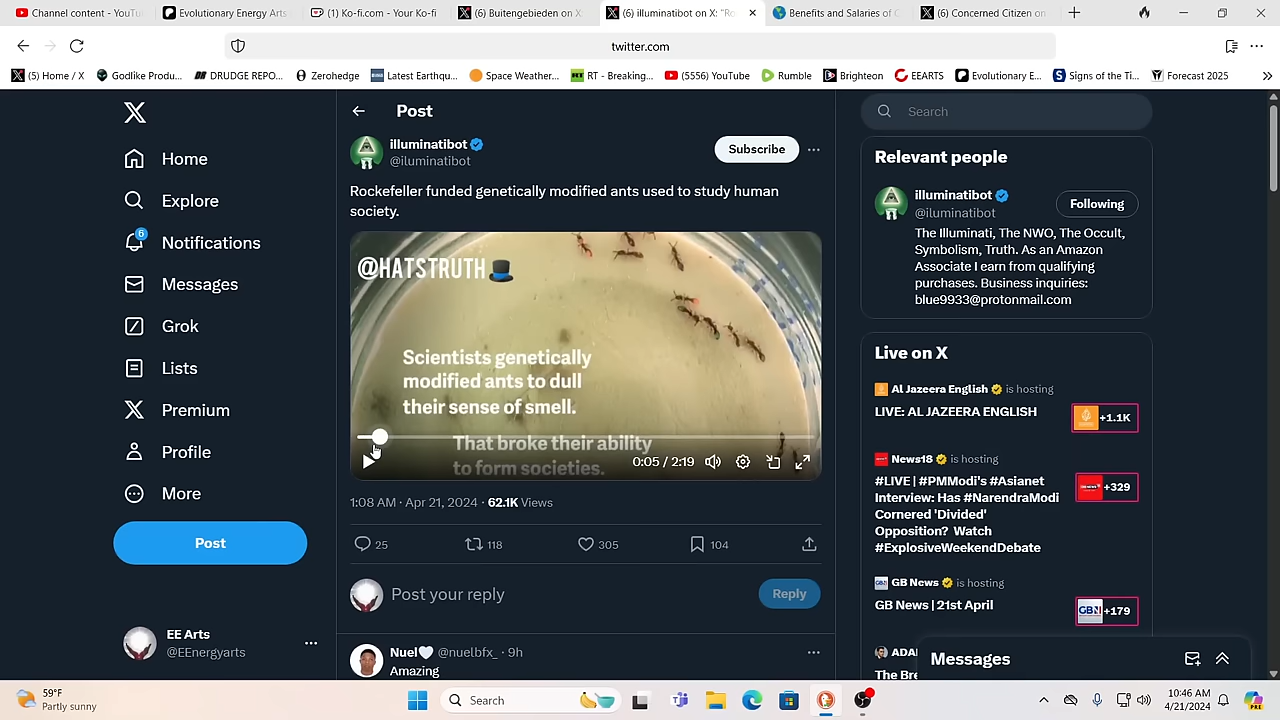 (6) Channel content - YouTu
Evolutionary Energy Arts
(1) Ko-fi.com - Your Ko-fi
(6) Buitengebieden on X
(6) illuminatibot on X: "Ro
Benefits and Salaries of C
(6) Concerned Citizen o
twitter.com
(5) Home / X
Godlike Produ...
DRUDGE REPO...
Zerohedge
Latest Earthqu...
Space Weather...
RT - Breaking...
(5556) YouTube
Rumble
Brighteon
EEARTS
Evolutionary E...
Signs of the Ti...
Forecast 2025
Home
Explore
6
Notifications
Messages
Grok
Lists
Premium
Profile
More
Post
EE Arts
@EEnergyarts
Post
illuminatibot
@iluminatibot
Subscribe
Rockefeller funded genetically modified ants used to study human
society.
@HATSTRUTH
Scientists genetically
modified ants to dull
their sense of smell.
That broke their ability
to form societies.
0:05 / 2:19
1:08 AM · Apr 21, 2024 · 62.1K Views
25
118
305
104
Post your reply
Reply
Nuel🤍 @nuelbfx_ · 9h
Amazing
Search
Relevant people
illuminatibot
@iluminatibot
Following
The Illuminati, The NWO, The Occult,
Symbolism, Truth. As an Amazon
Associate I earn from qualifying
purchases. Business inquiries:
blue9933@protonmail.com
Live on X
Al Jazeera English is hosting
LIVE: AL JAZEERA ENGLISH
+1.1K
News18 is hosting
#LIVE | #PMModi's #Asianet
Interview: Has #NarendraModi
Cornered 'Divided'
Opposition? Watch
#ExplosiveWeekendDebate
+329
GB News is hosting
GB News | 21st April
+179
ADA
The Bre
Messages
59°F
Partly sunny
Search
10:46 AM
4/21/2024